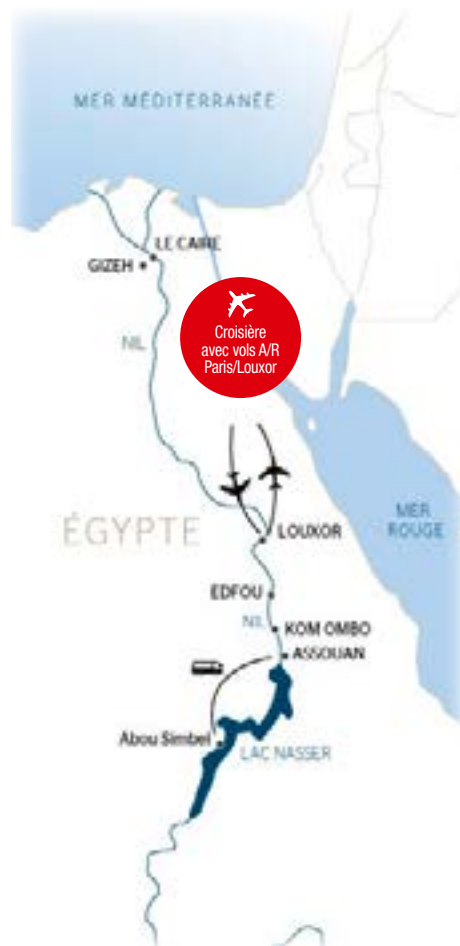 MER MÉDITERRANÉE
LE CAIRE
GIZEH
Croisière
avec vols A/R
Paris/Louxor
NIL
MER
ROUGE
ÉGYPTE
LOUXOR
EDFOU
NIL
KOM OMBO
ASSOUAN
Abou Simbel
LAC NASSER